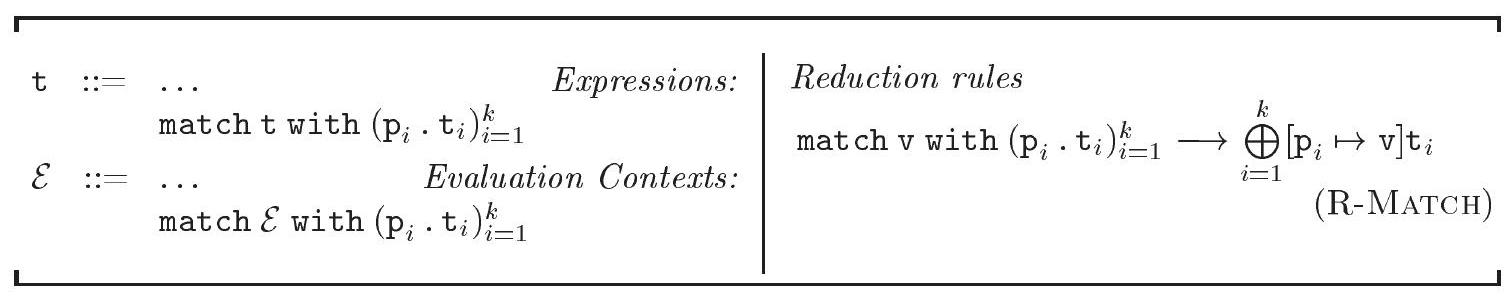 t ::= ... Expressions:
match t with (p_i . t_i)_{i=1}^k
ℰ ::= ... Evaluation Contexts:
match ℰ with (p_i . t_i)_{i=1}^k
Reduction rules
match v with (p_i . t_i)_{i=1}^k ⟶ ⊕_{i=1}^k [p_i ↦ v]t_i
(R-MATCH)